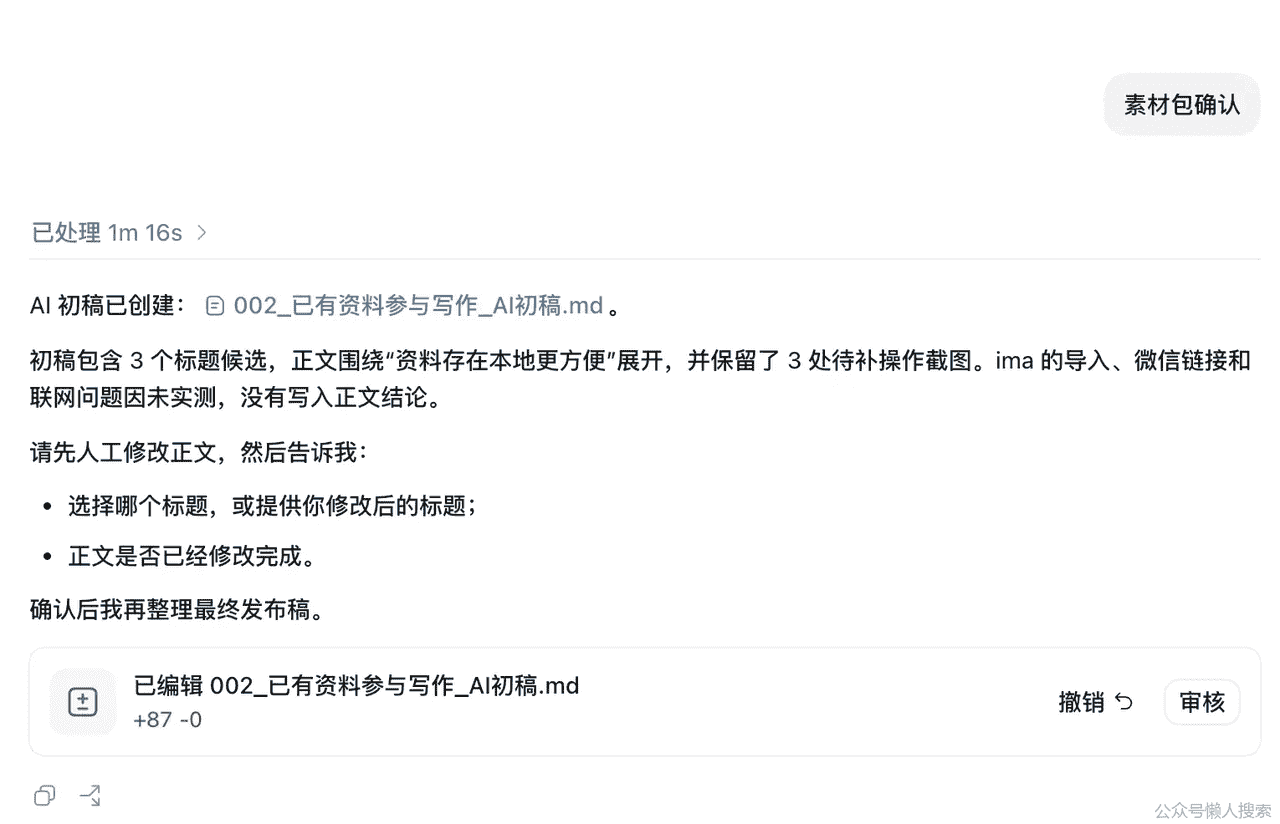 素材包确认
已处理 1m 16s
AI 初稿已创建： 002_已有资料参与写作_AI初稿.md 。
初稿包含 3 个标题候选，正文围绕“资料存在本地更方便”展开，并保留了 3 处待补操作截图。ima 的导入、微信链接和
联网问题因未实测，没有写入正文结论。
请先人工修改正文，然后告诉我：
• 选择哪个标题，或提供你修改后的标题；
• 正文是否已经修改完成。
确认后我再整理最终发布稿。
已编辑 002_已有资料参与写作_AI初稿.md
+87 -0
撤销
审核
公众号懒人搜索